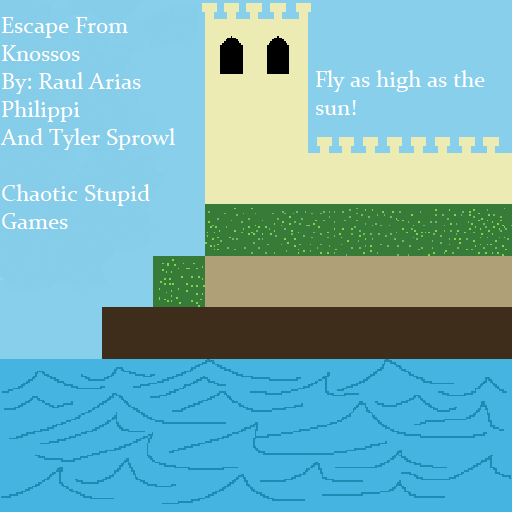 Escape From
Knossos
By: Raul Arias
Philippi
And Tyler Sprowl
Chaotic Stupid
Games
Fly as high as the
sun!